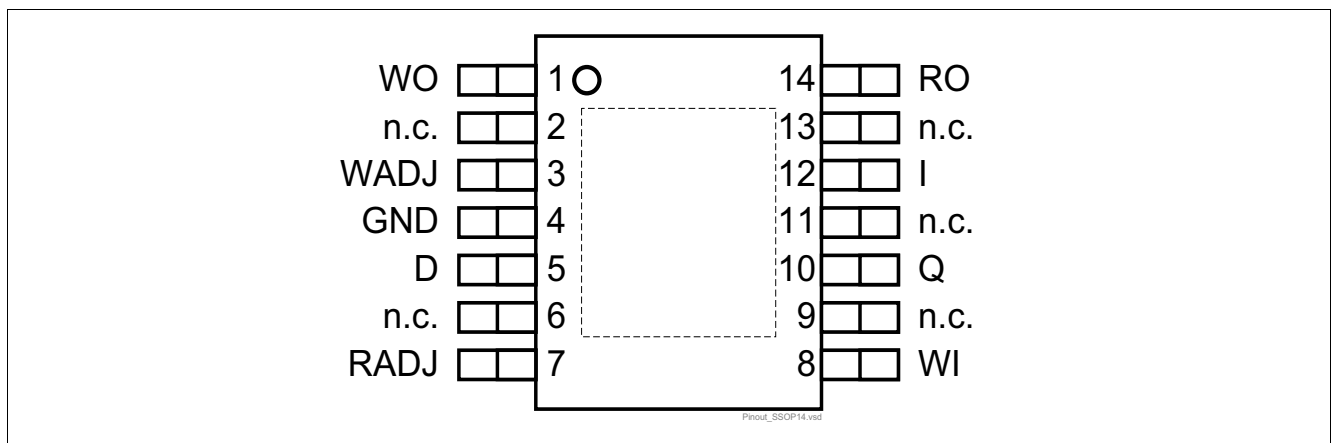 WO 1 14 RO
n.c. 2 13 n.c.
WADJ 3 12 I
GND 4 11 n.c.
D 5 10 Q
n.c. 6 9 n.c.
RADJ 7 8 WI
Pinout_SSOP14.vsd